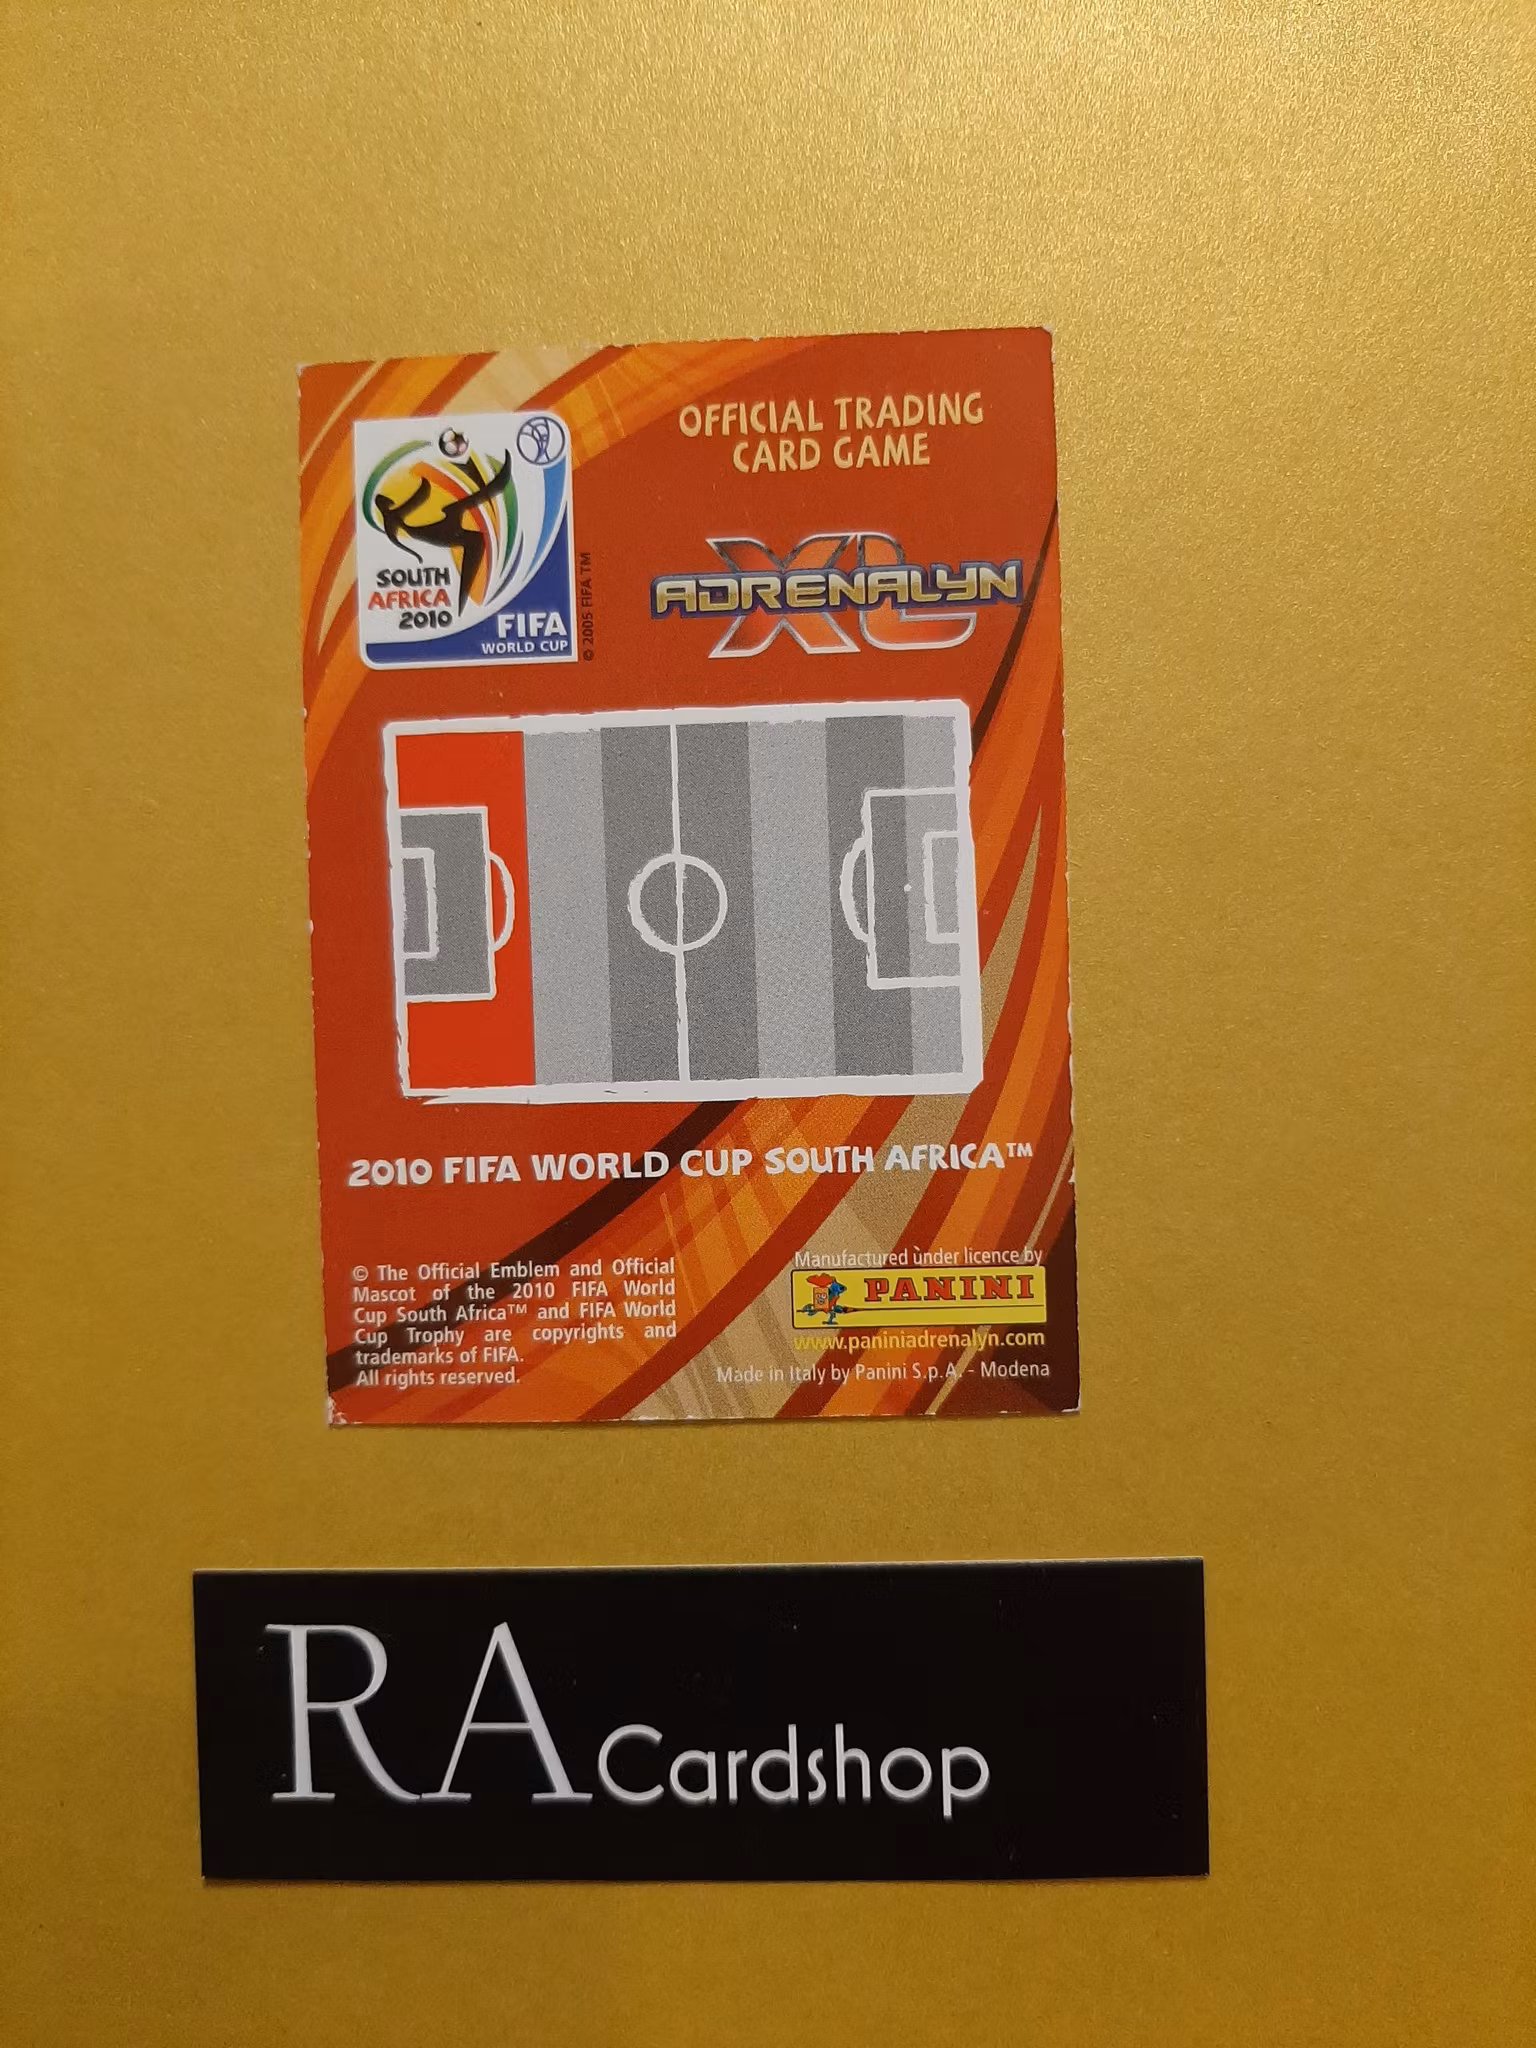 OFFICIAL TRADING
CARD GAME
SOUTH
AFRICA
2010
FIFA
WORLD CUP
© 2005 FIFA TM
ADRENALYN
XL
2010 FIFA WORLD CUP SOUTH AFRICA™
© The Official Emblem and Official
Mascot of the 2010 FIFA World
Cup South Africa™ and FIFA World
Cup Trophy are copyrights and
trademarks of FIFA.
All rights reserved.
Manufactured under licence by
PANINI
www.paniniadrenalyn.com
Made in Italy by Panini S.p.A. - Modena
RA Cardshop